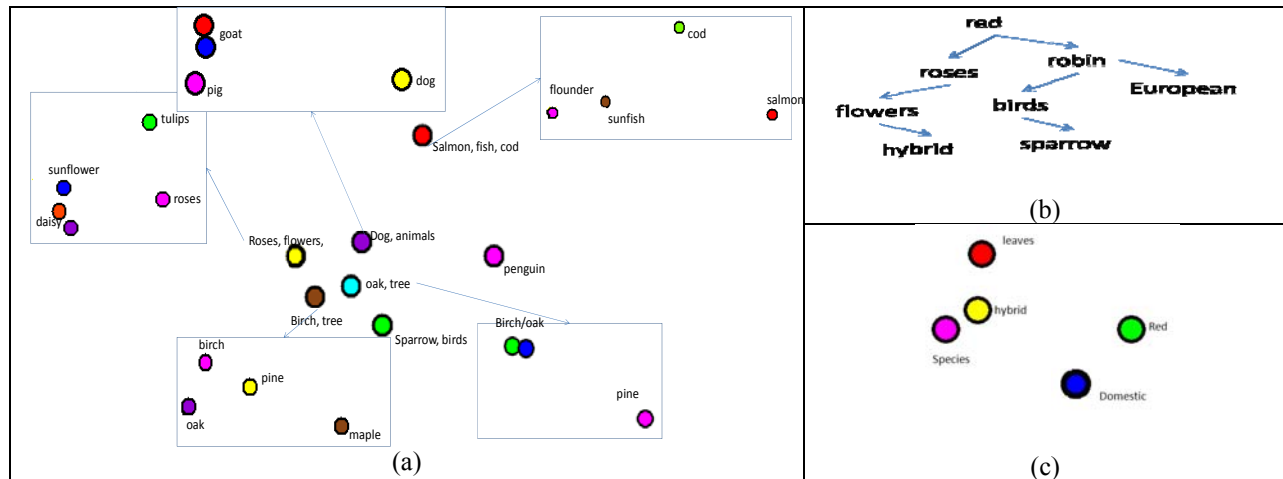 goat
pig
dog
cod
flounder
sunfish
salmon
tulips
sunflower
roses
daisy
Salmon, fish, cod
Roses, flowers,
Dog, animals
penguin
oak, tree
Birch, tree
Sparrow, birds
birch
pine
oak
maple
Birch/oak
pine
(a)
red
roses
robin
flowers
birds
European
hybrid
sparrow
(b)
leaves
hybrid
Species
Red
Domestic
(c)